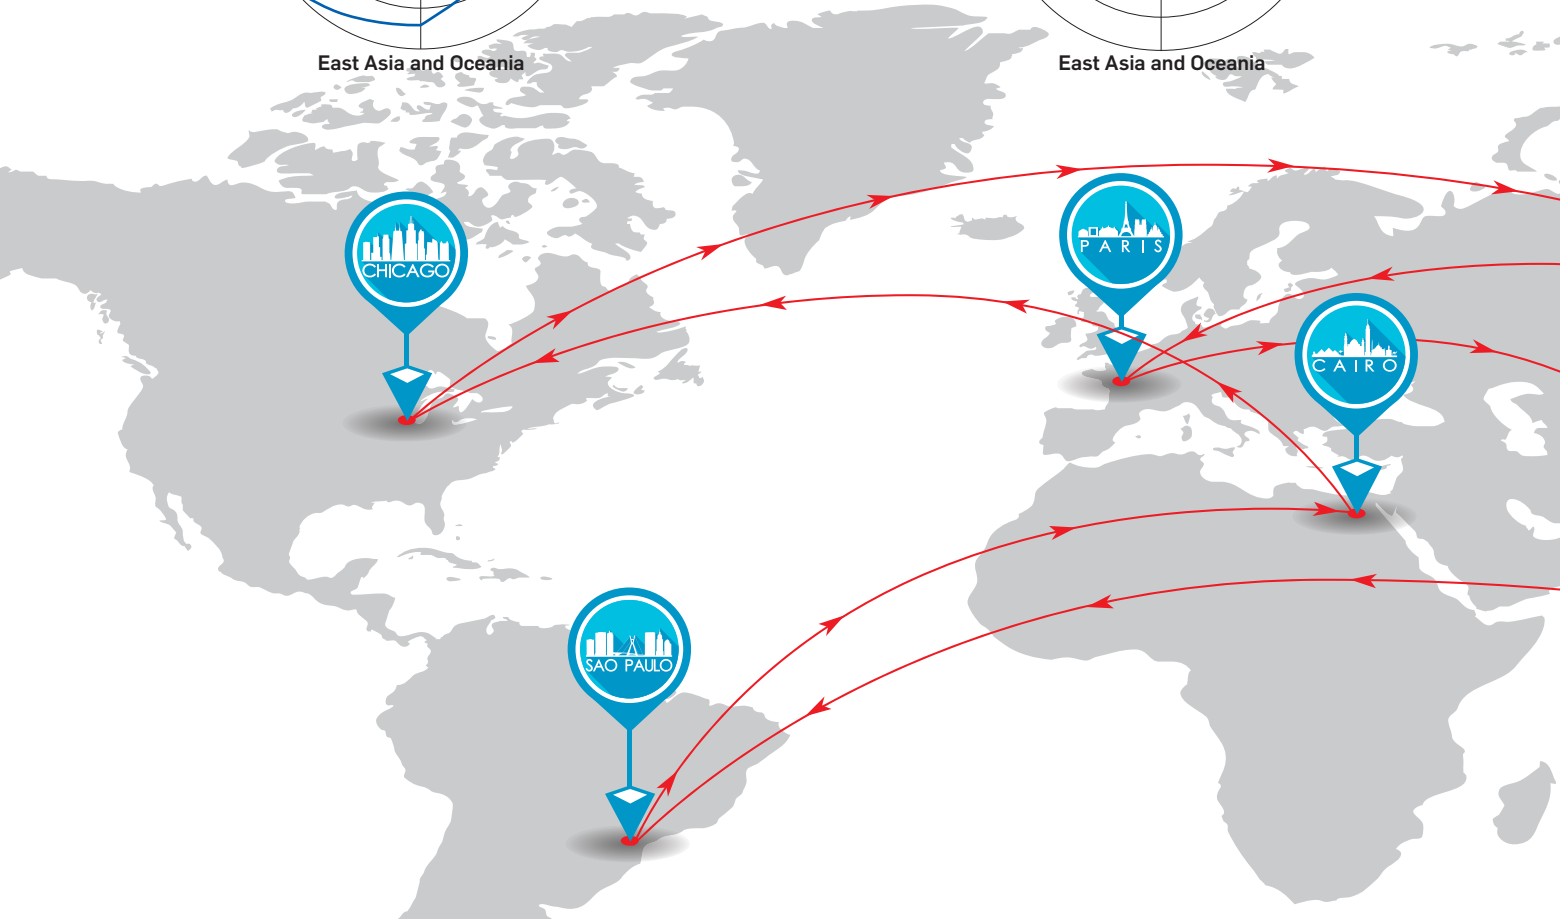 East Asia and Oceania
East Asia and Oceania
PARIS
CHICAGO
CAIRO
SAO PAULO